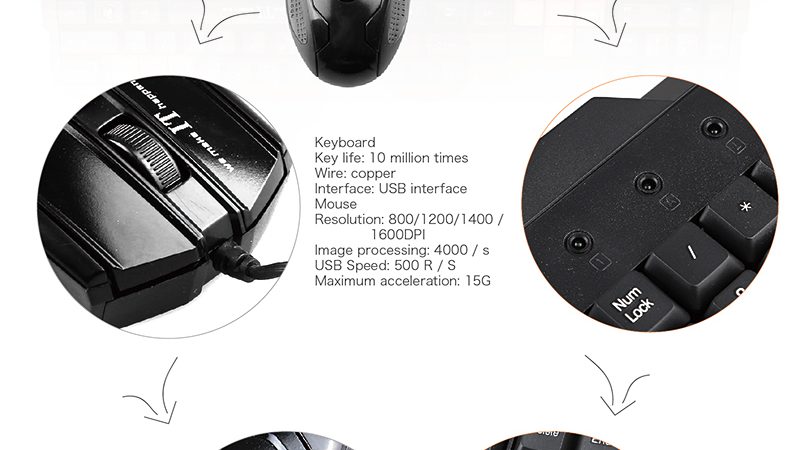 we make IT happen
Keyboard
Key life: 10 million times
Wire: copper
Interface: USB interface
Mouse
Resolution: 800/1200/1400 /
1600DPI
Image processing: 4000 / s
USB Speed: 500 R / S
Maximum acceleration: 15G
*
/
Num
Lock